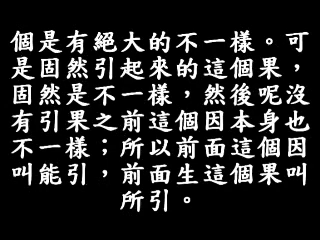 個是有絕大的不一樣。可
是固然引起來的這個果，
固然是不一樣，然後呢沒
有引果之前這個因本身也
不一樣；所以前面這個因
叫能引，前面生這個果叫
所引。